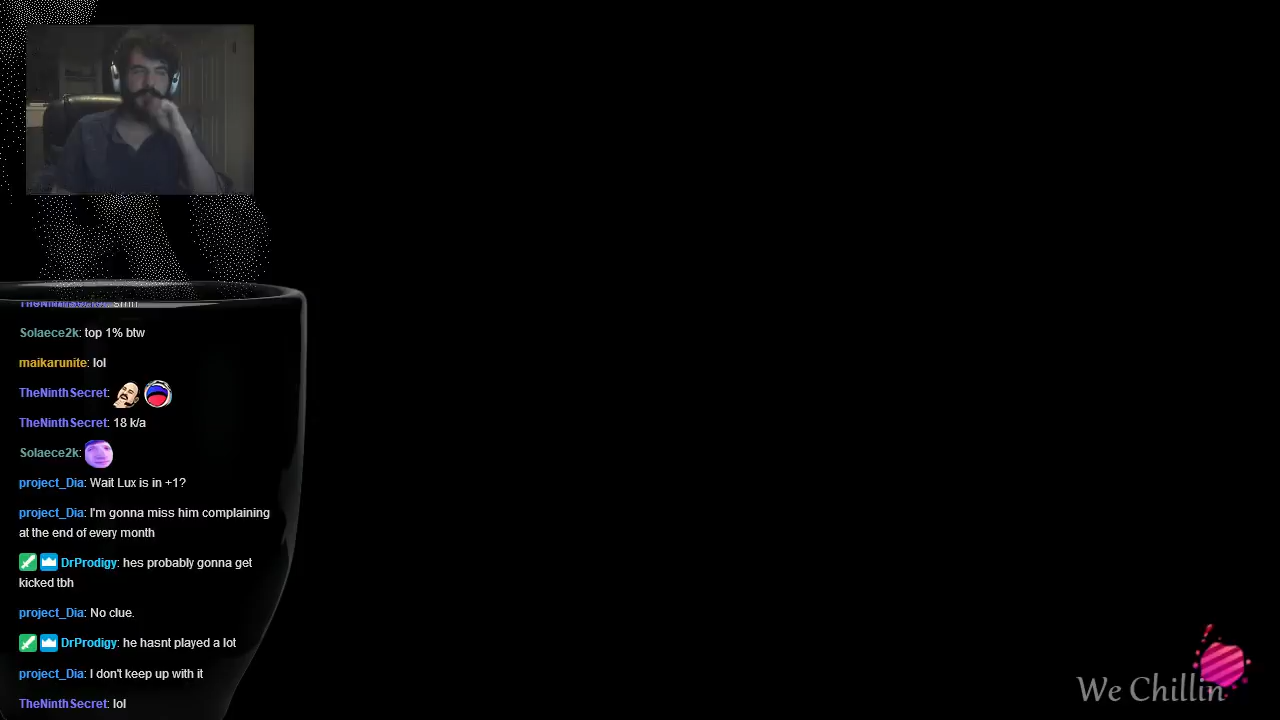 Solaece2k: top 1% btw
maikarunite: lol
TheNinthSecret:
TheNinthSecret: 18 k/a
Solaece2k:
project_Dia: Wait Lux is in +1?
project_Dia: I'm gonna miss him complaining
at the end of every month
DrProdigy: hes probably gonna get
kicked tbh
project_Dia: No clue.
DrProdigy: he hasnt played a lot
project_Dia: I don't keep up with it
TheNinthSecret: lol
We Chillin